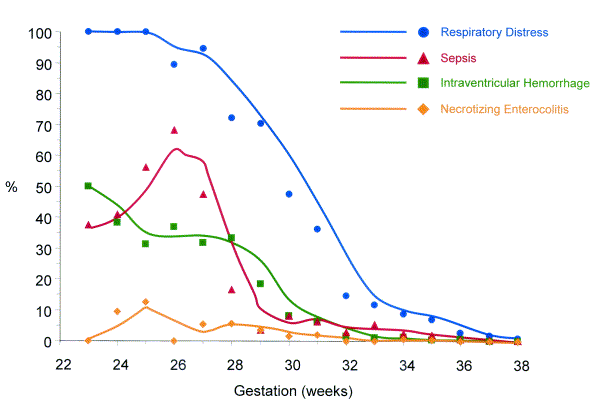 Respiratory Distress
Sepsis
Intraventricular Hemorrhage
Necrotizing Enterocolitis
100
90
80
70
60
50
40
30
20
10
0
%
22 24 26 28 30 32 34 36 38
Gestation (weeks)